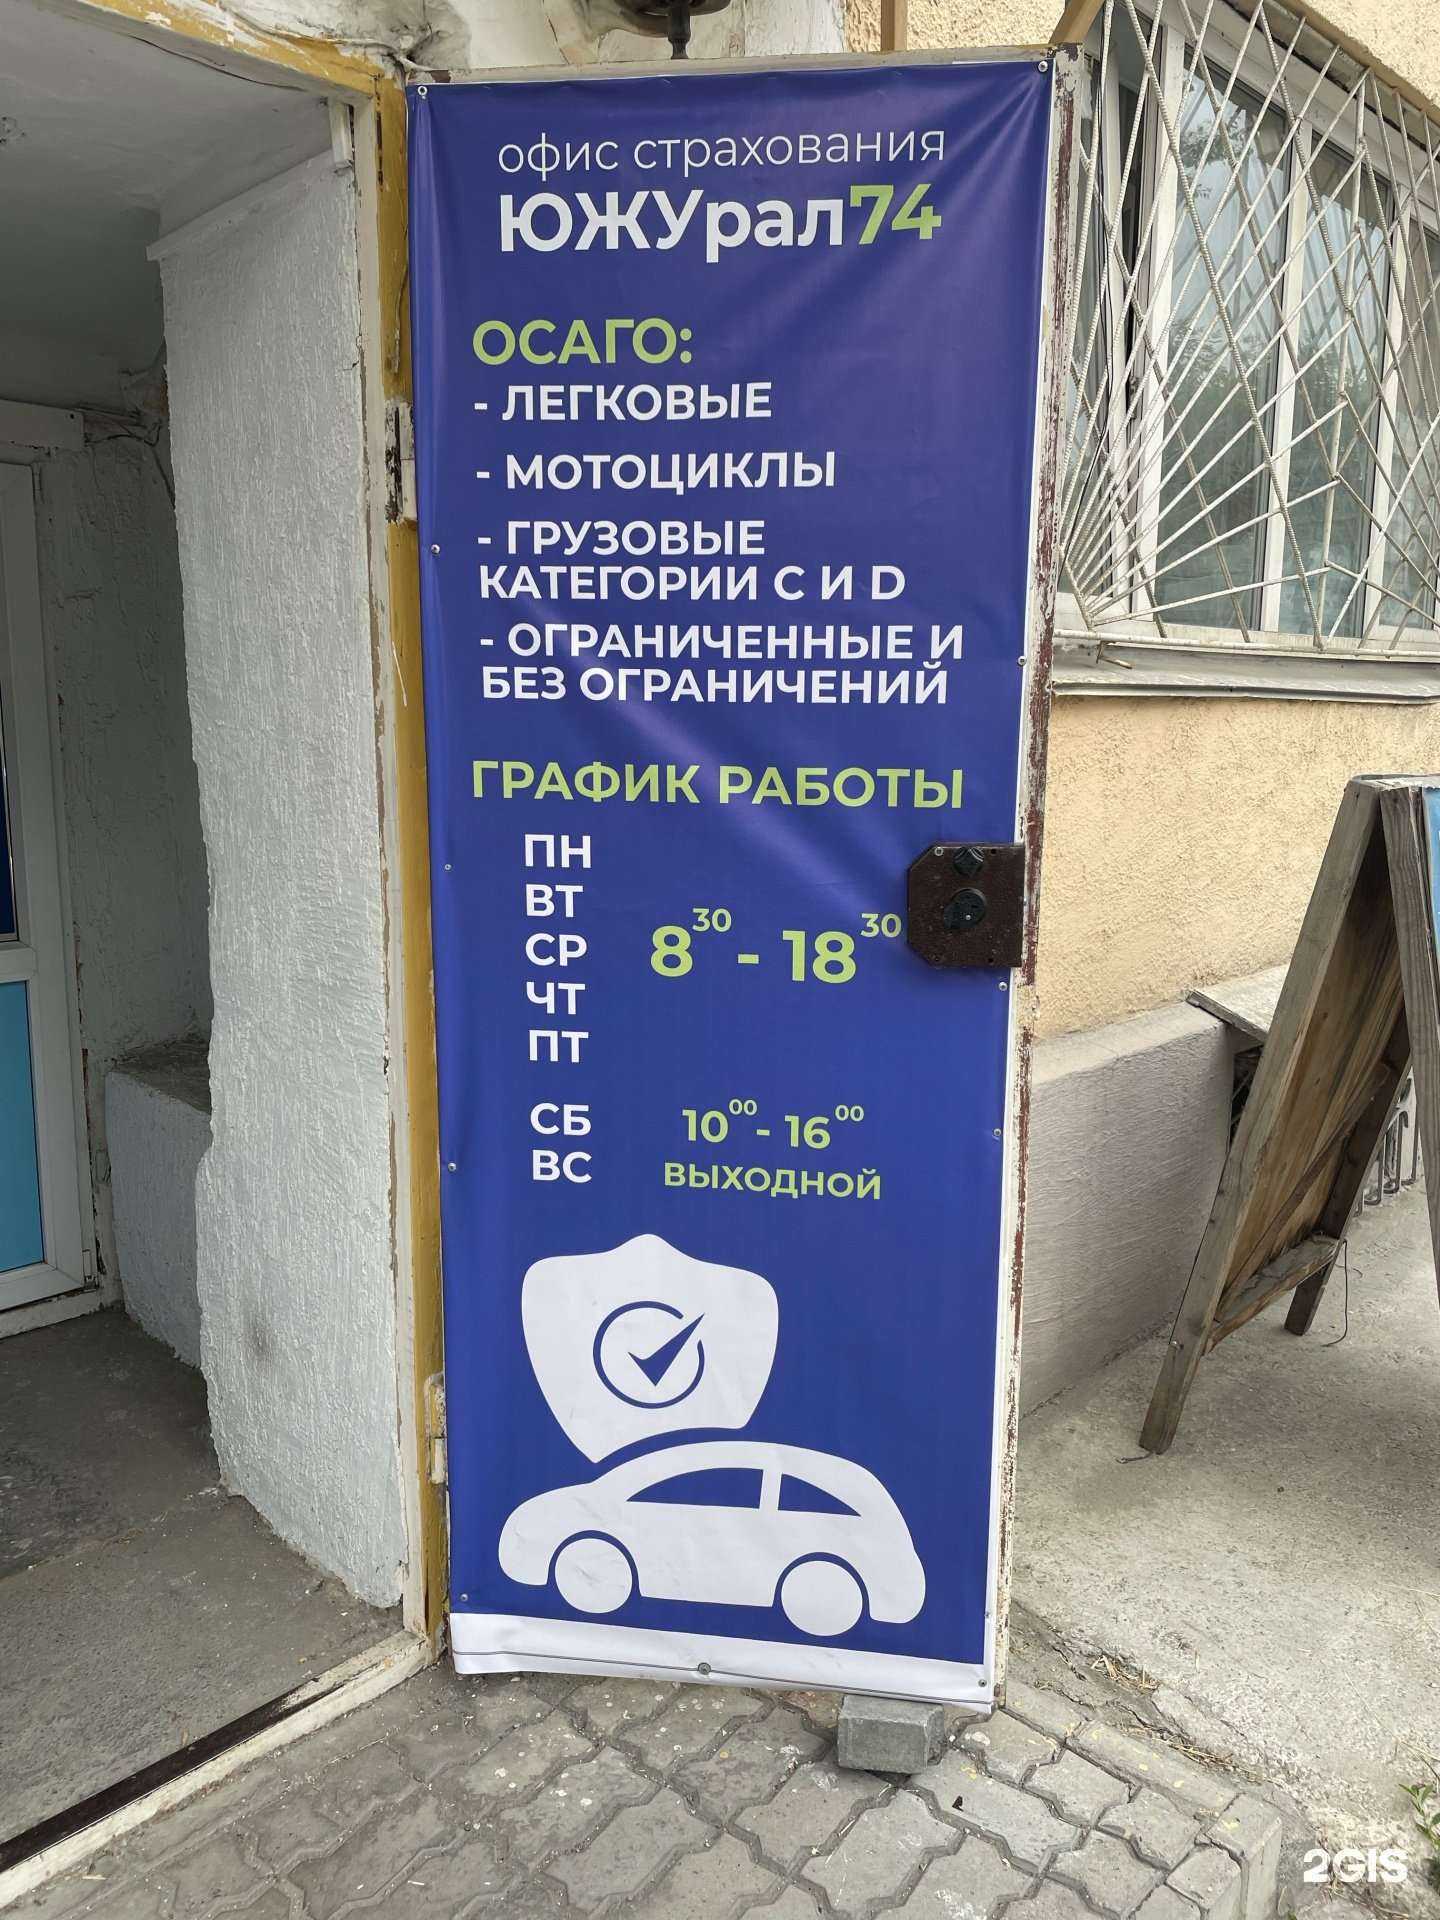 офис страхования
ЮЖУрал74
ОСАГО:
- ЛЕГКОВЫЕ
- МОТОЦИКЛЫ
- ГРУЗОВЫЕ
КАТЕГОРИИ С И D
- ОГРАНИЧЕННЫЕ И
БЕЗ ОГРАНИЧЕНИЙ
ГРАФИК РАБОТЫ
ПН
ВТ
СР
ЧТ
ПТ
8 30 - 18 30
СБ 10 00 - 16 00
ВС ВЫХОДНОЙ
2GIS